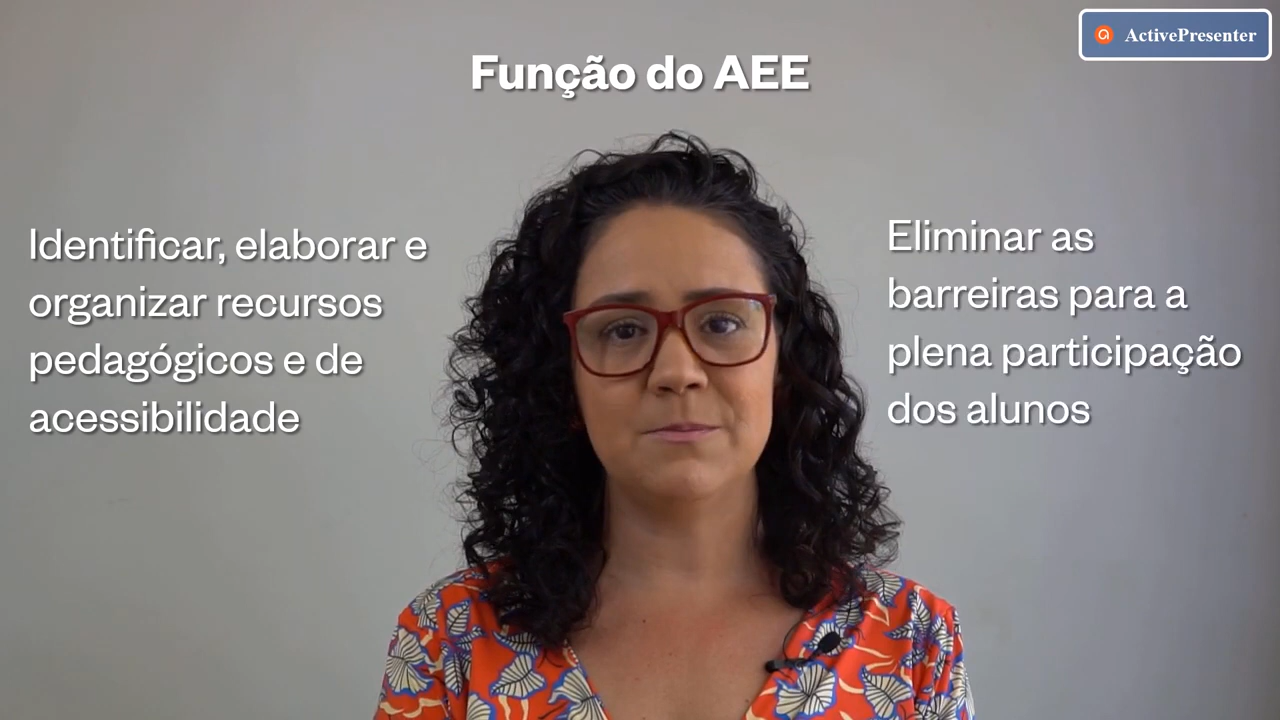 ActivePresenter
Função do AEE
Identificar, elaborar e
organizar recursos
pedagógicos e de
acessibilidade
Eliminar as
barreiras para a
plena participação
dos alunos